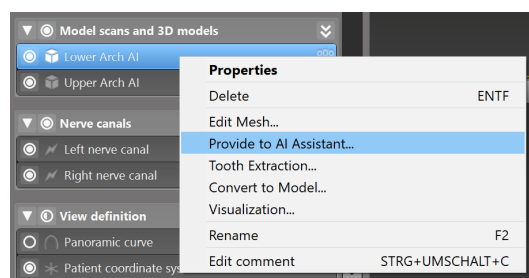 Model scans and 3D models
Lower Arch AI
Upper Arch AI
Nerve canals
Left nerve canal
Right nerve canal
View definition
Panoramic curve
Patient coordinate sys
Properties
Delete ENTF
Edit Mesh...
Provide to AI Assistant...
Tooth Extraction...
Convert to Model...
Visualization...
Rename F2
Edit comment STRG+UMSCHALT+C